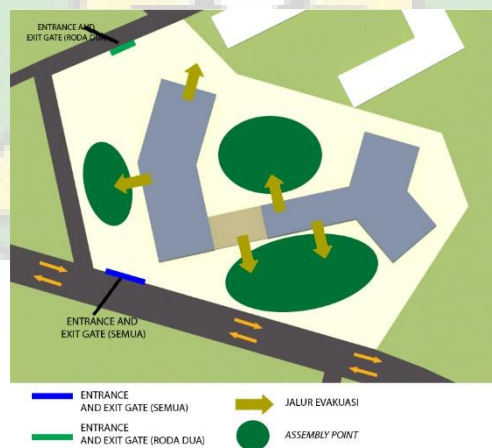 ENTRANCE AND
EXIT GATE (RODA DUA)
ENTRANCE AND
EXIT GATE (SEMUA)
ENTRANCE
AND EXIT GATE (SEMUA)
JALUR EVAKUASI
ENTRANCE
AND EXIT GATE (RODA DUA)
ASSEMBLY POINT